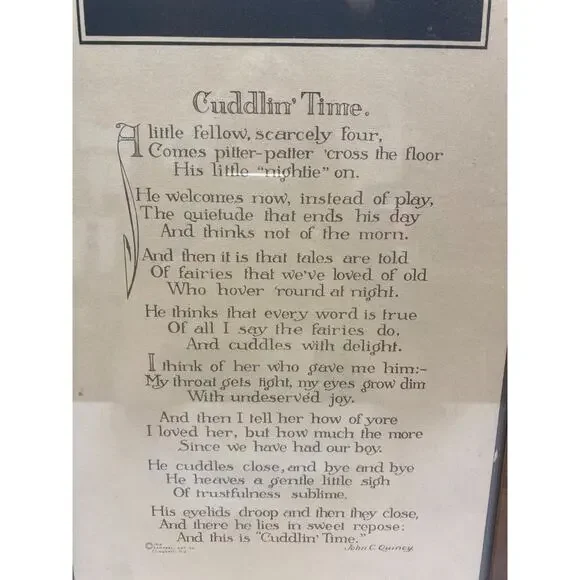 Cuddlin' Time.
A little fellow, scarcely four,
Comes pitter-patter 'cross the floor
His little "nightie" on.
He welcomes now, instead of play,
The quietude that ends his day
And thinks not of the morn.
And then it is that tales are told
Of fairies that we've loved of old
Who hover 'round at night.
He thinks that every word is true
Of all I say the fairies do,
And cuddles with delight.
I think of her who gave me him:-
My throat gets tight, my eyes grow dim
With undeserved joy.
And then I tell her how of yore
I loved her, but how much the more
Since we have had our boy.
He cuddles close, and bye and bye
He heaves a gentle little sigh
Of trustfulness sublime.
His eyelids droop and then they close,
And there he lies in sweet repose:
And this is "Cuddlin' Time."
©
John C. Quincy.